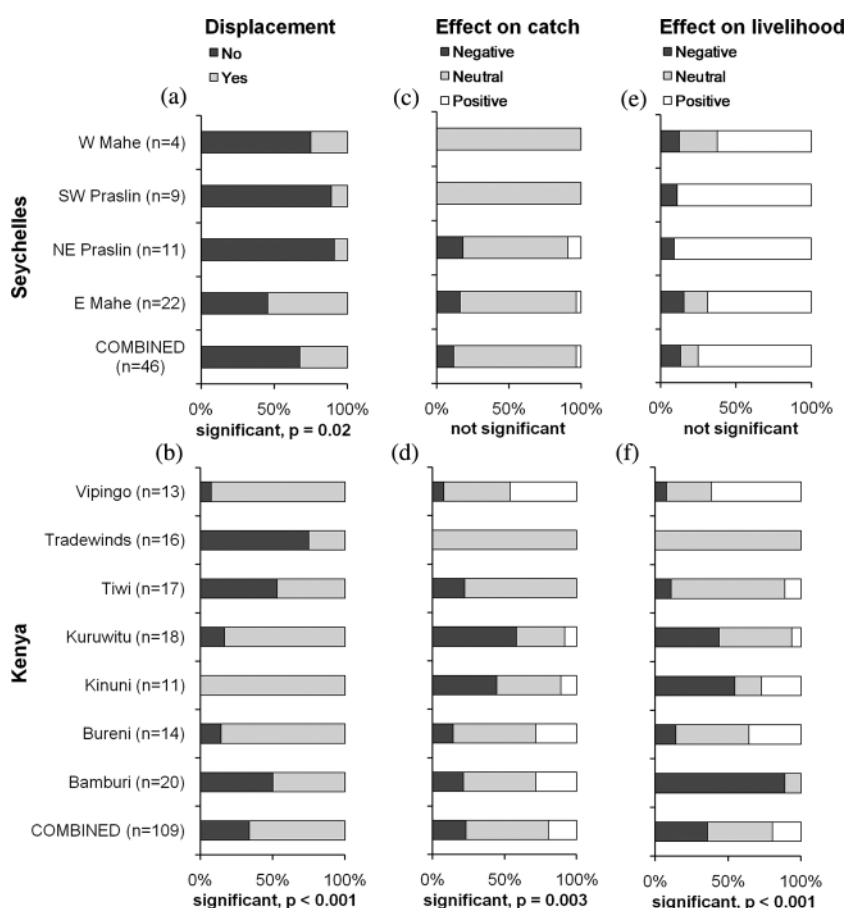 Displacement
No
Yes
Effect on catch
Negative
Neutral
Positive
Effect on livelihood
Negative
Neutral
Positive
Seychelles
(a)
(c)
(e)
W Mahe (n=4)
SW Praslin (n=9)
NE Praslin (n=11)
E Mahe (n=22)
COMBINED
(n=46)
0% 50% 100%
significant, p = 0.02
0% 50% 100%
not significant
0% 50% 100%
not significant
Kenya
(b)
(d)
(f)
Vipingo (n=13)
Tradewinds (n=16)
Tiwi (n=17)
Kuruwitu (n=18)
Kinuni (n=11)
Bureni (n=14)
Bamburi (n=20)
COMBINED (n=109)
0% 50% 100%
significant, p < 0.001
0% 50% 100%
significant, p = 0.003
0% 50% 100%
significant, p < 0.001